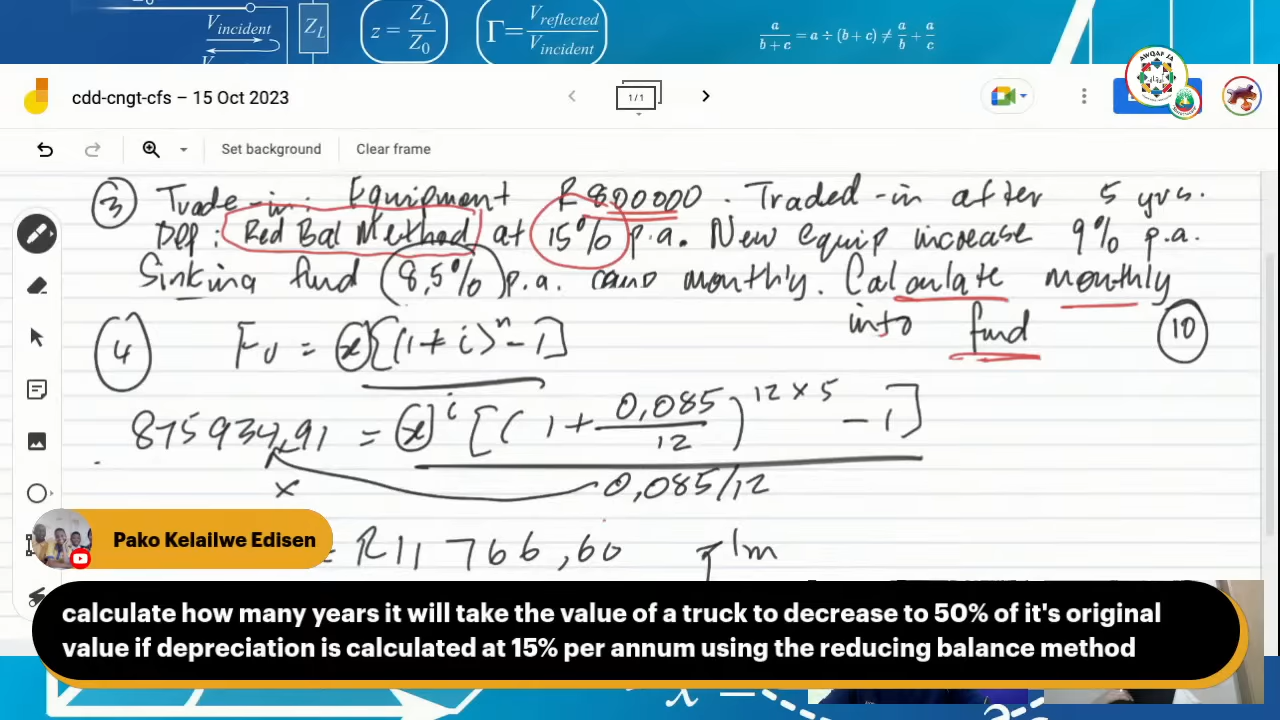 V incident
Z_L
z = Z_L/Z_0
Γ = V reflected / V incident
a/(b+c) = a ÷ (b + c) ≠ a/b + a/c
AWQAF SA
cdd-cngt-cfs – 15 Oct 2023
1/1
Set background
Clear frame
③ Trade-in: Equipment R800000. Traded-in after 5 yrs.
Dep: Red Bal Method at 15% p.a. New equip increase 9% p.a.
Sinking fund (8,5%) p.a. comp monthly. Calculate monthly
into fund ⑩
④ Fv = x[(1+i)^n - 1]
i
875934,91 = x[(1 + 0,085/12)^12×5 - 1]
x 0,085/12
= R11 766,60 p/m
Pako Kelailwe Edisen
calculate how many years it will take the value of a truck to decrease to 50% of it's original
value if depreciation is calculated at 15% per annum using the reducing balance method